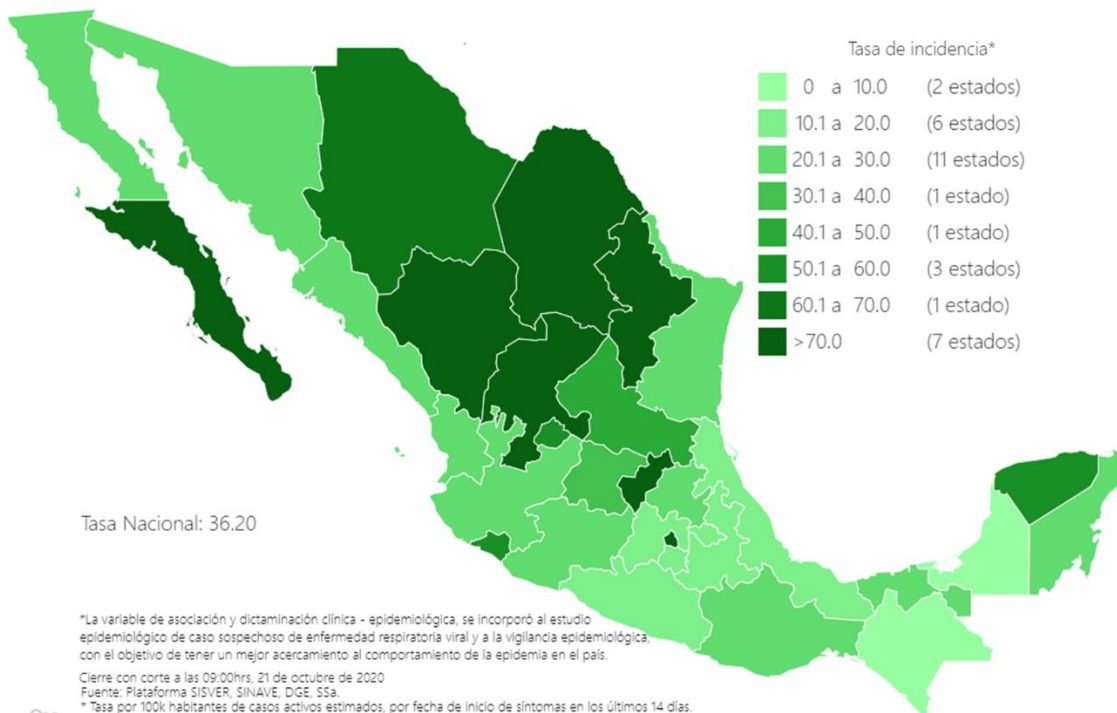 Tasa de incidencia*
0 a 10.0 (2 estados)
10.1 a 20.0 (6 estados)
20.1 a 30.0 (11 estados)
30.1 a 40.0 (1 estado)
40.1 a 50.0 (1 estado)
50.1 a 60.0 (3 estados)
60.1 a 70.0 (1 estado)
>70.0 (7 estados)
Tasa Nacional: 36.20
*La variable de asociación y dictaminación clínica - epidemiológica, se incorporó al estudio
epidemiológico de caso sospechoso de enfermedad respiratoria viral y a la vigilancia epidemiológica,
con el objetivo de tener un mejor acercamiento al comportamiento de la epidemia en el país.
Cierre con corte a las 09:00hrs, 21 de octubre de 2020
Fuente: Plataforma SISVER, SINAVE, DGE, SSa.
* Tasa por 100k habitantes de casos activos estimados, por fecha de inicio de síntomas en los últimos 14 días.